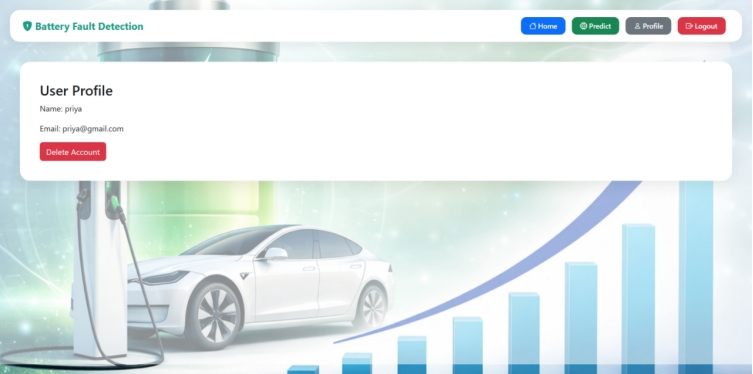 Battery Fault Detection
Home
Predict
Profile
Logout
User Profile
Name: priya
Email: priya@gmail.com
Delete Account